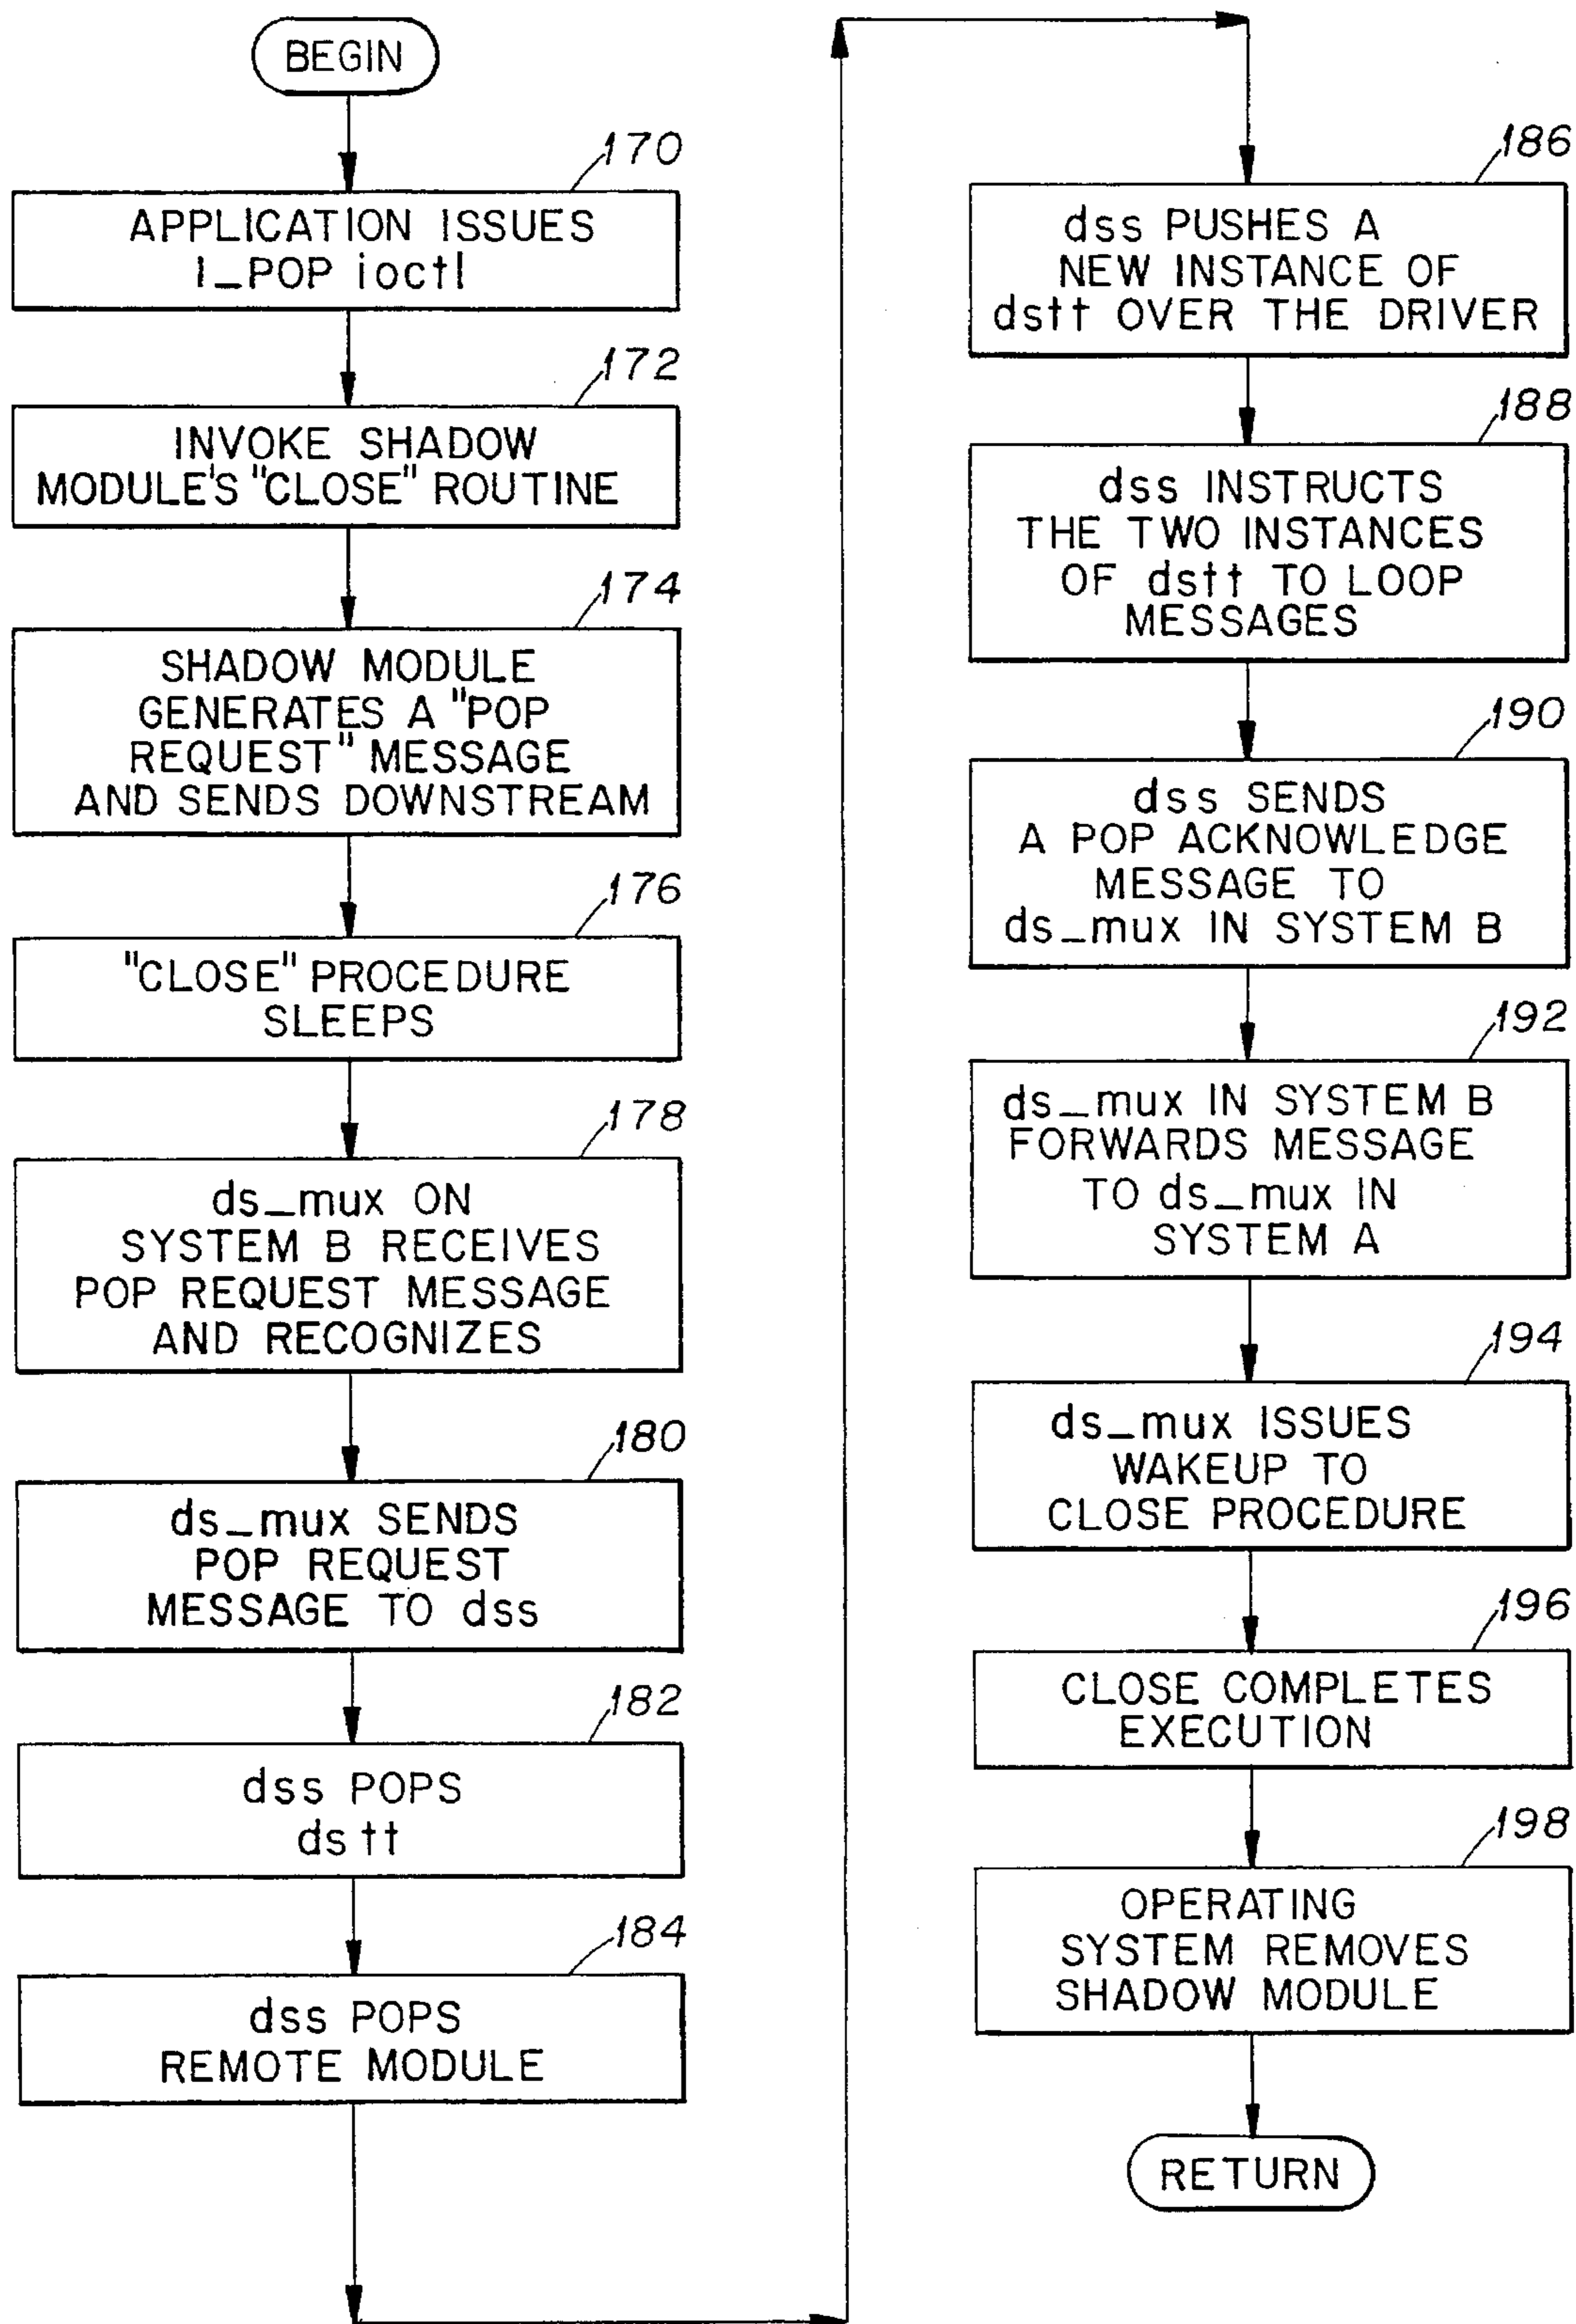 BEGIN
170
APPLICATION ISSUES
I_POP ioctl
172
INVOKE SHADOW
MODULE'S "CLOSE" ROUTINE
174
SHADOW MODULE
GENERATES A "POP
REQUEST" MESSAGE
AND SENDS DOWNSTREAM
176
"CLOSE" PROCEDURE
SLEEPS
178
ds_mux ON
SYSTEM B RECEIVES
POP REQUEST MESSAGE
AND RECOGNIZES
180
ds_mux SENDS
POP REQUEST
MESSAGE TO dss
182
dss POPS
dstt
184
dss POPS
REMOTE MODULE
186
dss PUSHES A
NEW INSTANCE OF
dstt OVER THE DRIVER
188
dss INSTRUCTS
THE TWO INSTANCES
OF dstt TO LOOP
MESSAGES
190
dss SENDS
A POP ACKNOWLEDGE
MESSAGE TO
ds_mux IN SYSTEM B
192
ds_mux IN SYSTEM B
FORWARDS MESSAGE
TO ds_mux IN
SYSTEM A
194
ds_mux ISSUES
WAKEUP TO
CLOSE PROCEDURE
196
CLOSE COMPLETES
EXECUTION
198
OPERATING
SYSTEM REMOVES
SHADOW MODULE
RETURN